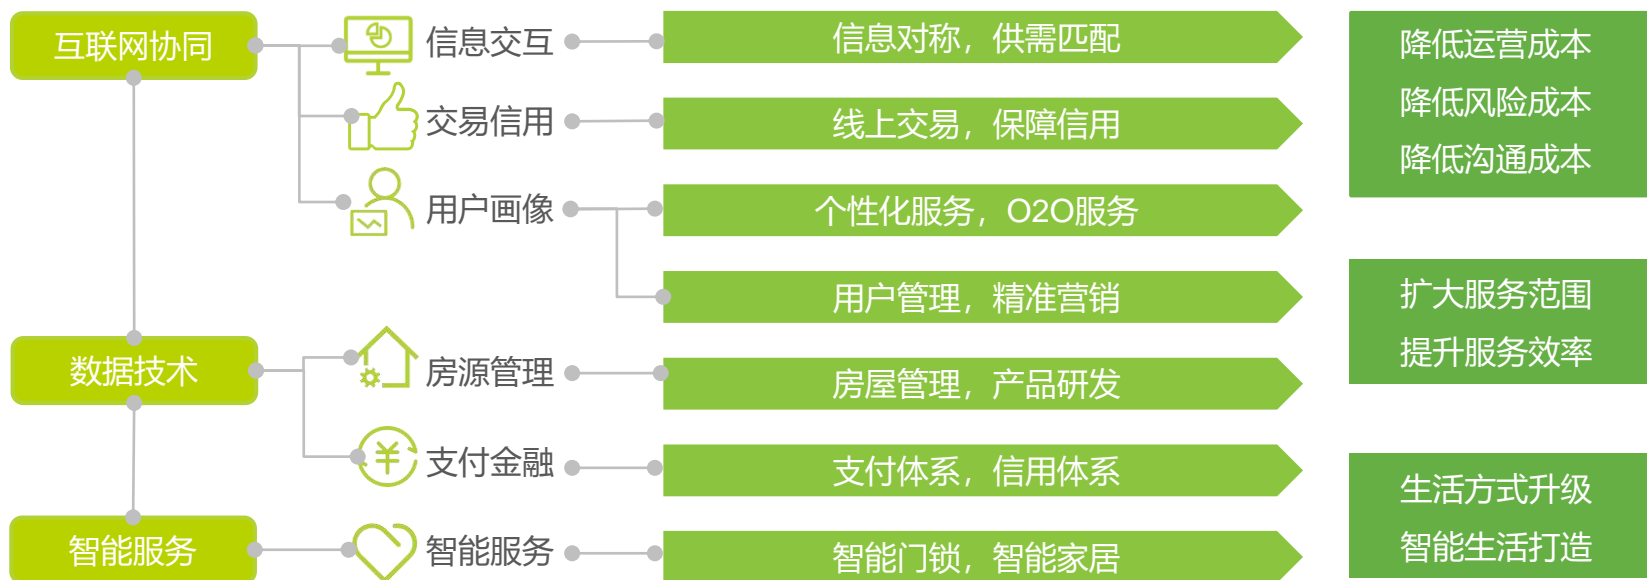 互联网协同
信息交互
信息对称，供需匹配
交易信用
线上交易，保障信用
用户画像
个性化服务，O2O服务
用户管理，精准营销
数据技术
房源管理
房屋管理，产品研发
支付金融
支付体系，信用体系
智能服务
智能服务
智能门锁，智能家居
降低运营成本
降低风险成本
降低沟通成本
扩大服务范围
提升服务效率
生活方式升级
智能生活打造